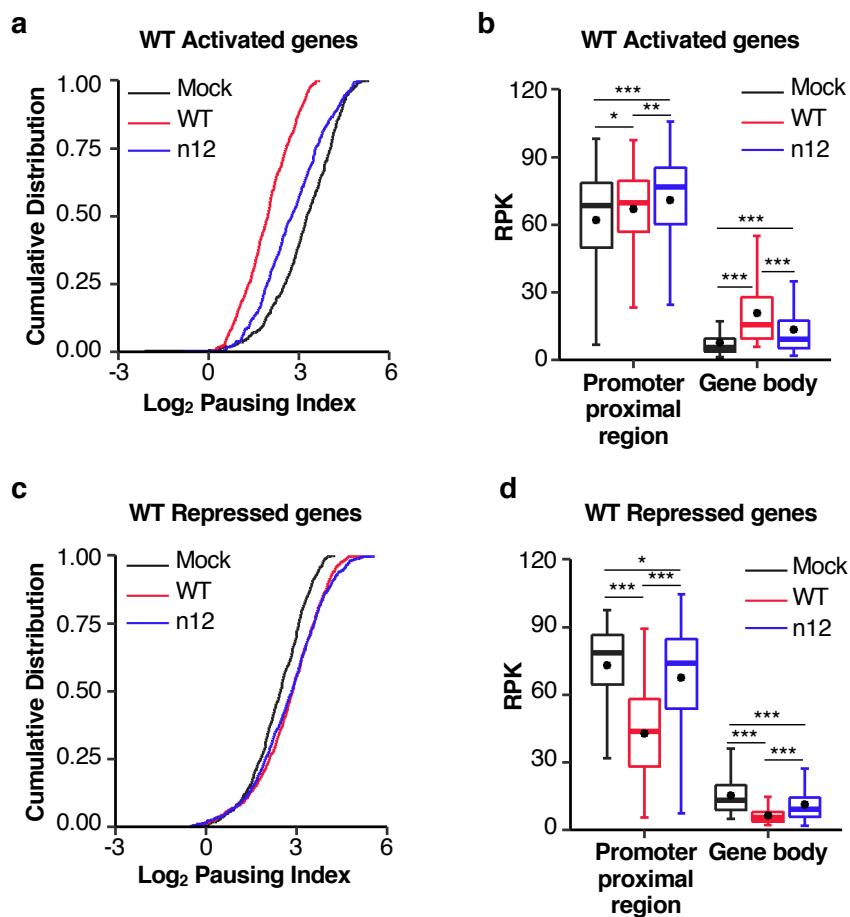 a
WT Activated genes
1.00
0.75
0.50
0.25
0.00
Cumulative Distribution
Mock
WT
n12
-3
0
3
6
Log₂ Pausing Index
b
WT Activated genes
120
90
60
30
0
RPK
Mock
WT
n12
***
*
**
***
***
***
Promoter
proximal
region
Gene body
c
WT Repressed genes
1.00
0.75
0.50
0.25
0.00
Cumulative Distribution
Mock
WT
n12
-3
0
3
6
Log₂ Pausing Index
d
WT Repressed genes
120
90
60
30
0
RPK
Mock
WT
n12
*
***
***
***
***
***
Promoter
proximal
region
Gene body